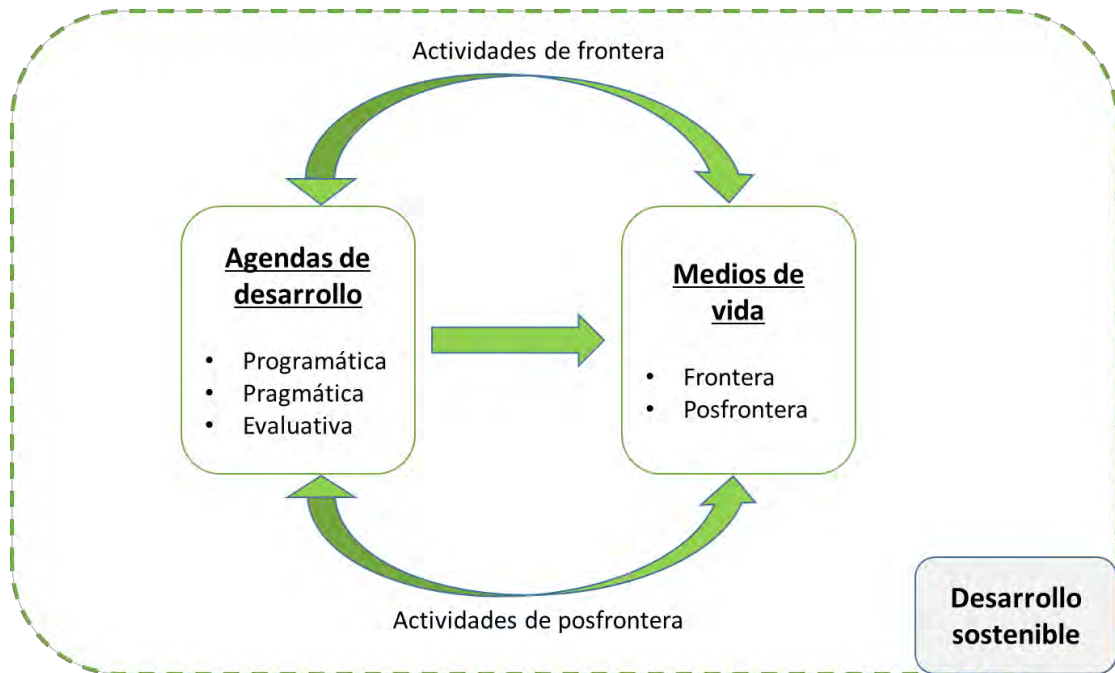 Actividades de frontera
Agendas de
desarrollo
• Programática
• Pragmática
• Evaluativa
Medios de
vida
• Frontera
• Posfrontera
Actividades de posfrontera
Desarrollo
sostenible